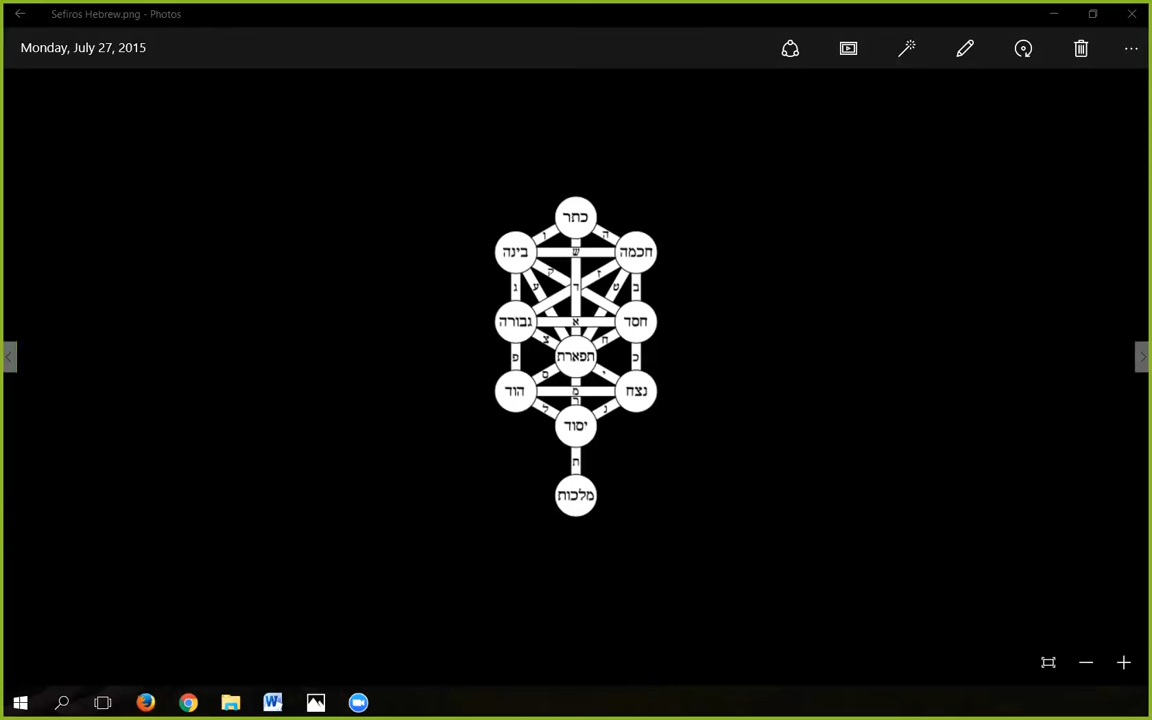 Sefiros Hebrew.png - Photos
Monday, July 27, 2015
כתר
ה ו
חכמה ש בינה
ז ק
ב ט ד ע ג
חסד א גבורה
ח צ
תפארת
כ פ
י ס
נצח מ הוד
ר
נ ל
יסוד
ת
מלכות